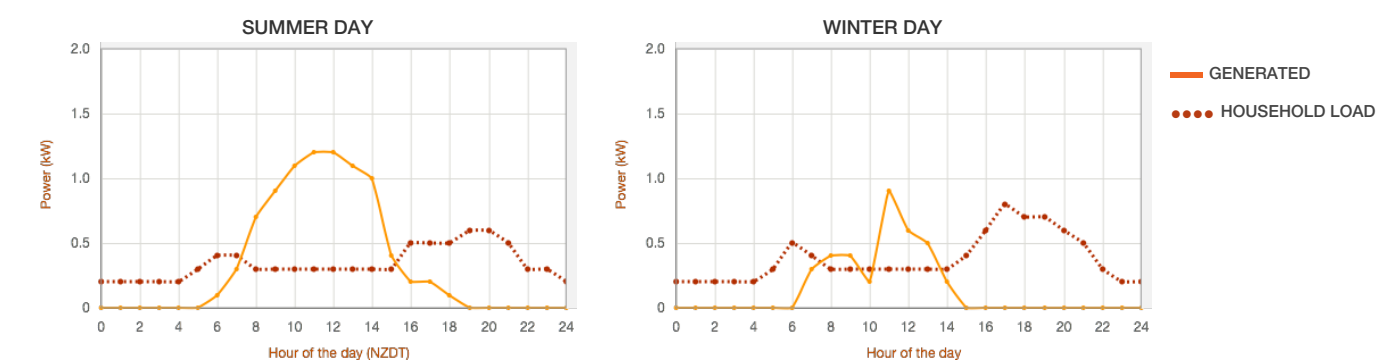 SUMMER DAY
2.0
1.5
1.0
0.5
0
Power (kW)
0 2 4 6 8 10 12 14 16 18 20 22 24
Hour of the day (NZDT)
WINTER DAY
2.0
1.5
1.0
0.5
0
Power (kW)
0 2 4 6 8 10 12 14 16 18 20 22 24
Hour of the day
GENERATED
HOUSEHOLD LOAD